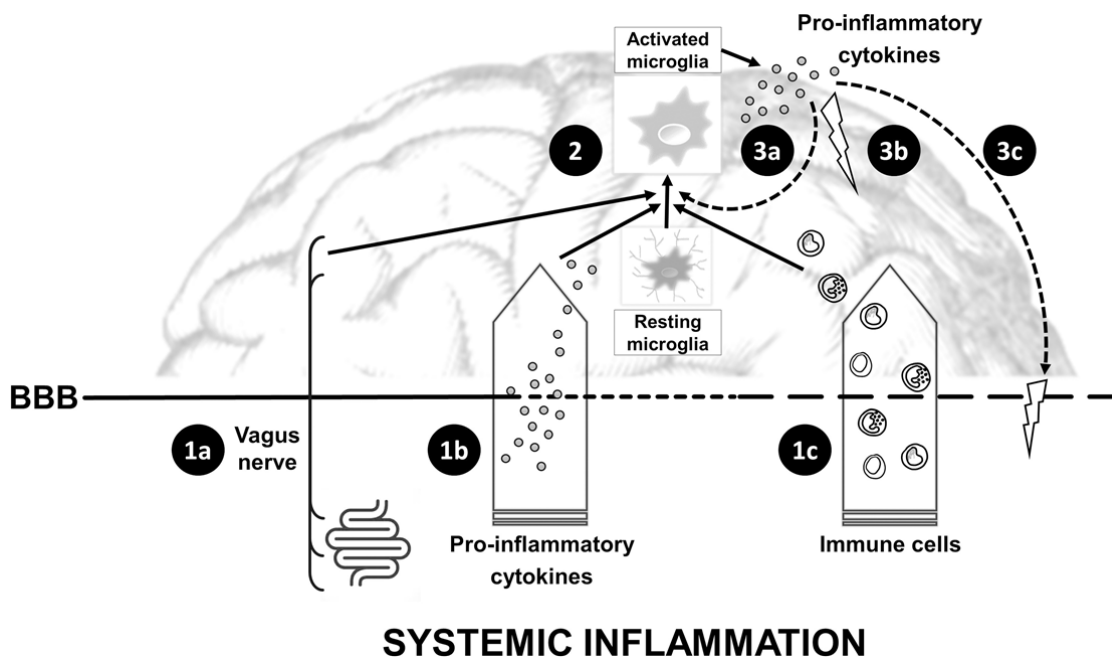 Pro-inflammatory
cytokines
Activated
microglia
2
3a
3b
3c
Resting
microglia
BBB
1a
Vagus
nerve
1b
1c
Pro-inflammatory
cytokines
Immune cells
SYSTEMIC INFLAMMATION